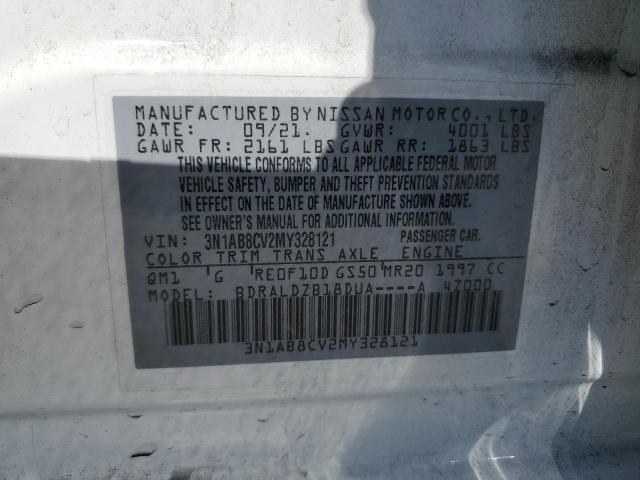 MANUFACTURED BY NISSAN MOTOR CO., LTD.
DATE: 09/21. GVWR: 4001 LBS
GAWR FR: 2161 LBS GAWR RR: 1863 LBS
THIS VEHICLE CONFORMS TO ALL APPLICABLE FEDERAL MOTOR
VEHICLE SAFETY, BUMPER AND THEFT PREVENTION STANDARDS
IN EFFECT ON THE DATE OF MANUFACTURE SHOWN ABOVE.
SEE OWNER'S MANUAL FOR ADDITIONAL INFORMATION.
VIN: 3N1AB8CV2MY328121 PASSENGER CAR.
COLOR TRIM TRANS AXLE ENGINE
QM1 G RE0F10D GS50 MR20 1997 CC
MODEL: BDRALDZB18DUA----A 4Z000
3N1AB8CV2MY328121